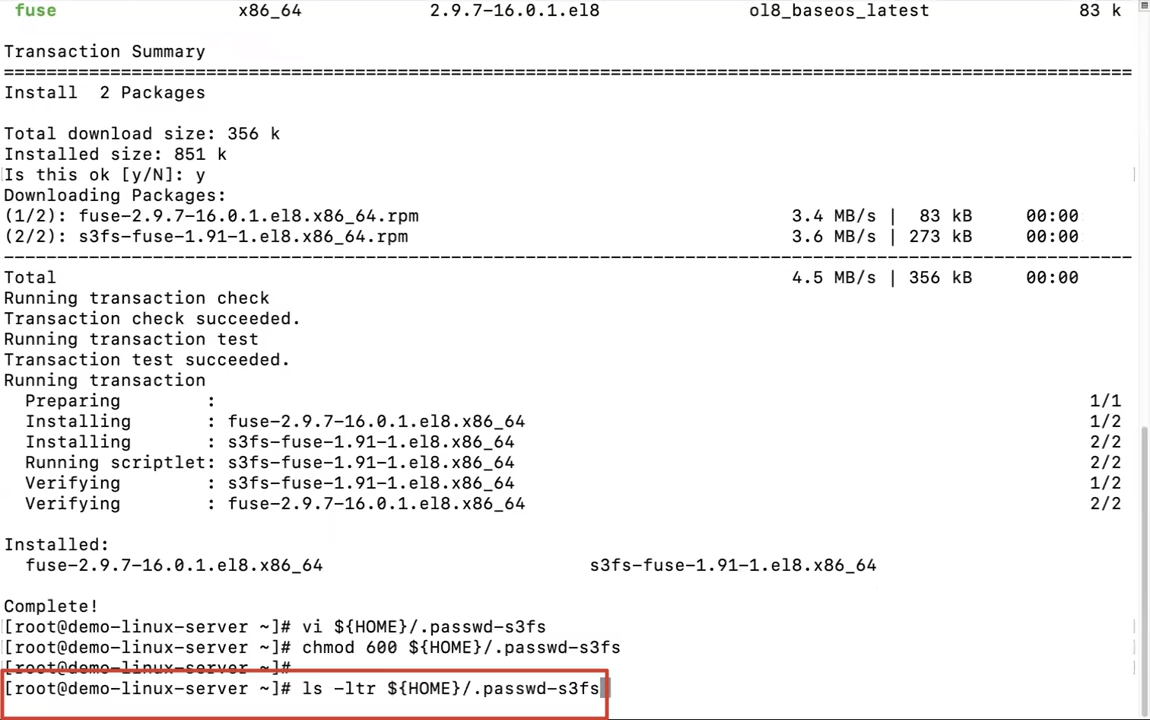 fuse x86_64 2.9.7-16.0.1.el8 ol8_baseos_latest 83 k
Transaction Summary
================================================================================
Install  2 Packages
Total download size: 356 k
Installed size: 851 k
Is this ok [y/N]: y
Downloading Packages:
(1/2): fuse-2.9.7-16.0.1.el8.x86_64.rpm 3.4 MB/s |  83 kB 00:00
(2/2): s3fs-fuse-1.91-1.el8.x86_64.rpm 3.6 MB/s | 273 kB 00:00
--------------------------------------------------------------------------------
Total 4.5 MB/s | 356 kB 00:00
Running transaction check
Transaction check succeeded.
Running transaction test
Transaction test succeeded.
Running transaction
Preparing : 1/1
Installing : fuse-2.9.7-16.0.1.el8.x86_64 1/2
Installing : s3fs-fuse-1.91-1.el8.x86_64 2/2
Running scriptlet: s3fs-fuse-1.91-1.el8.x86_64 2/2
Verifying : s3fs-fuse-1.91-1.el8.x86_64 1/2
Verifying : fuse-2.9.7-16.0.1.el8.x86_64 2/2
Installed:
fuse-2.9.7-16.0.1.el8.x86_64 s3fs-fuse-1.91-1.el8.x86_64
Complete!
[root@demo-linux-server ~]# vi ${HOME}/.passwd-s3fs
[root@demo-linux-server ~]# chmod 600 ${HOME}/.passwd-s3fs
[root@demo-linux-server ~]#
[root@demo-linux-server ~]# ls -ltr ${HOME}/.passwd-s3fs